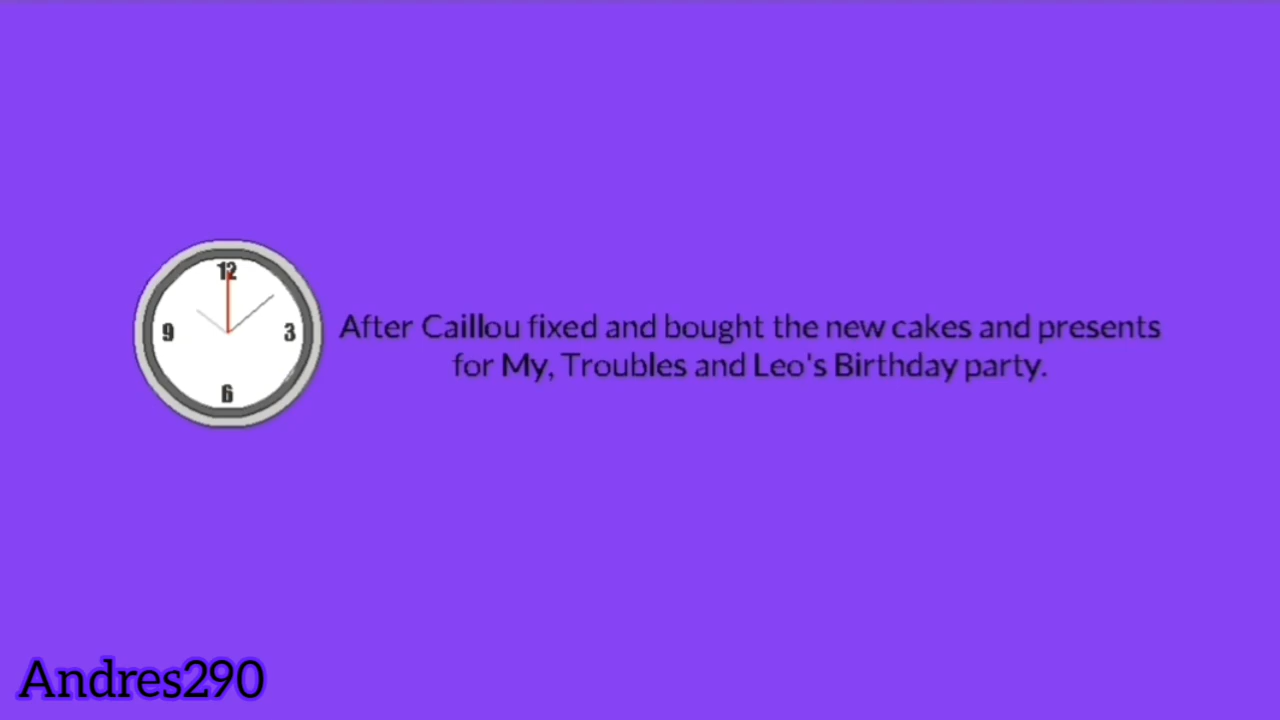 12
9
3
6
After Caillou fixed and bought the new cakes and presents
for My, Troubles and Leo's Birthday party.
Andres290